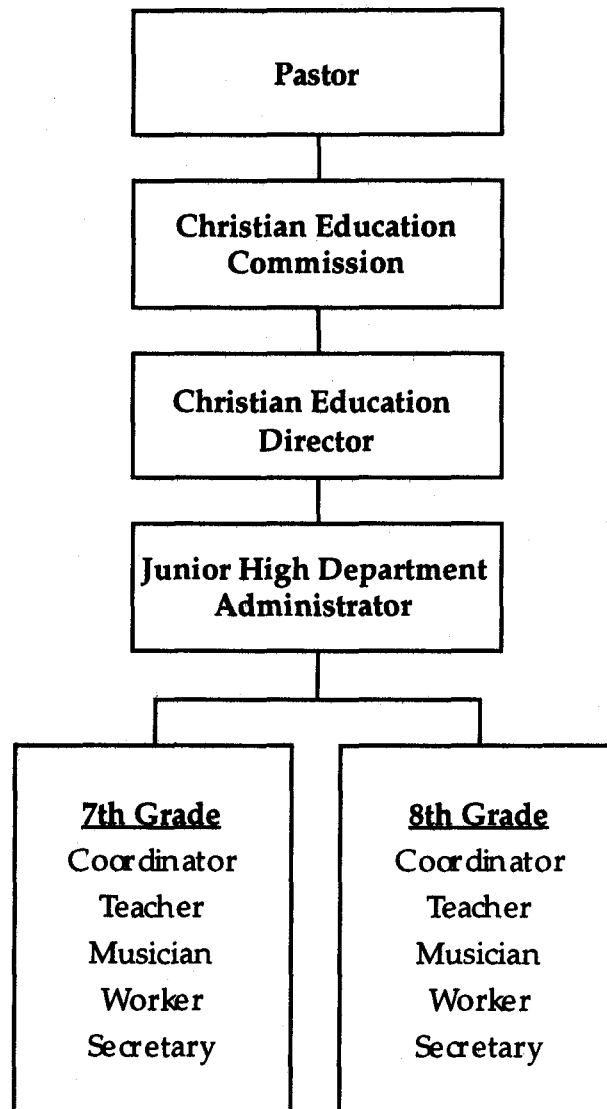 Pastor
Christian Education
Commission
Christian Education
Director
Junior High Department
Administrator
7th Grade
Coordinator
Teacher
Musician
Worker
Secretary
8th Grade
Coordinator
Teacher
Musician
Worker
Secretary